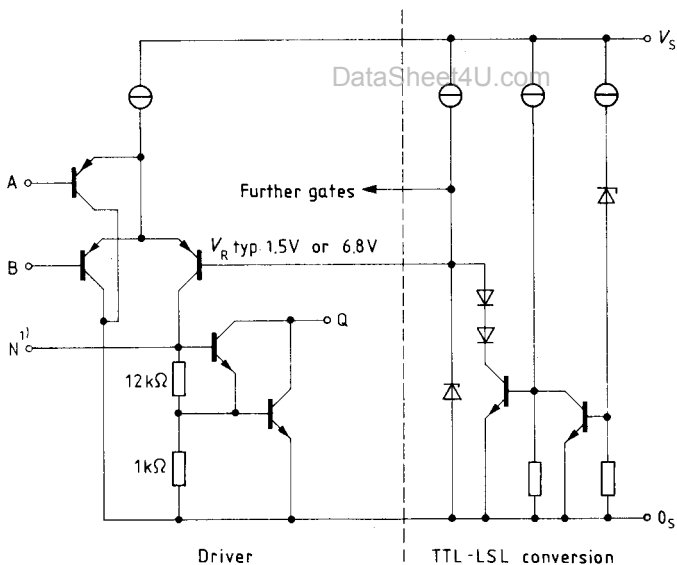 V_S
DataSheet4U.com
A
Further gates
B
V_R typ. 1.5V or 6.8V
Q
N 1)
12kΩ
1kΩ
0_S
Driver
TTL-LSL conversion